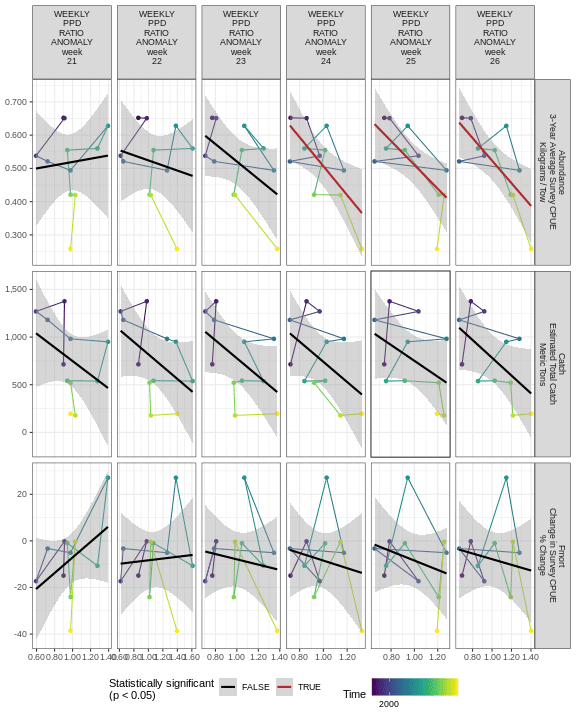 WEEKLY PPD RATIO ANOMALY week 21
WEEKLY PPD RATIO ANOMALY week 22
WEEKLY PPD RATIO ANOMALY week 23
WEEKLY PPD RATIO ANOMALY week 24
WEEKLY PPD RATIO ANOMALY week 25
WEEKLY PPD RATIO ANOMALY week 26
0.700
0.600
0.500
0.400
0.300
Abundance
3-Year Average Survey CPUE
Kilograms / Tow
1,500
1,000
500
0
Catch
Estimated Total Catch
Metric Tons
20
0
-20
-40
Fmort
Change in Survey CPUE
% Change
0.60 0.80 1.00 1.20 1.40
0.60 0.80 1.00 1.20 1.40 1.60
0.80 1.00 1.20 1.40
0.80 1.00 1.20
0.80 1.00 1.20
0.80 1.00 1.20 1.40
Statistically significant
(p < 0.05)
FALSE
TRUE
Time
2000